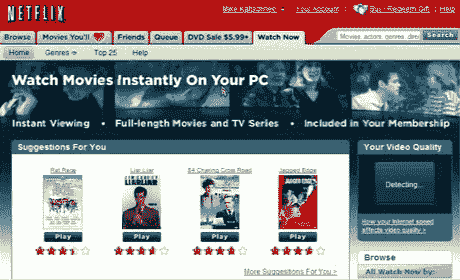 NETFLIX
Your Account | Buy / Redeem Gift | Help
Browse Movies You'll Friends Queue DVD Sale $5.99+ Watch Now
Movies, actors, genres, dire Search
Home Genres Top 25 Help
Watch Movies Instantly On Your PC
Instant Viewing • Full-length Movies and TV Series • Included in Your Membership
Suggestions For You
Rat Race Liar Liar 84 Charing Cross Road Jagged Edge
LIAR LIAR
Play Play Play Play
More Suggestions For You >
Your Video Quality
Detecting...
How your Internet speed
affects video quality >
Browse
All Watch Now by: